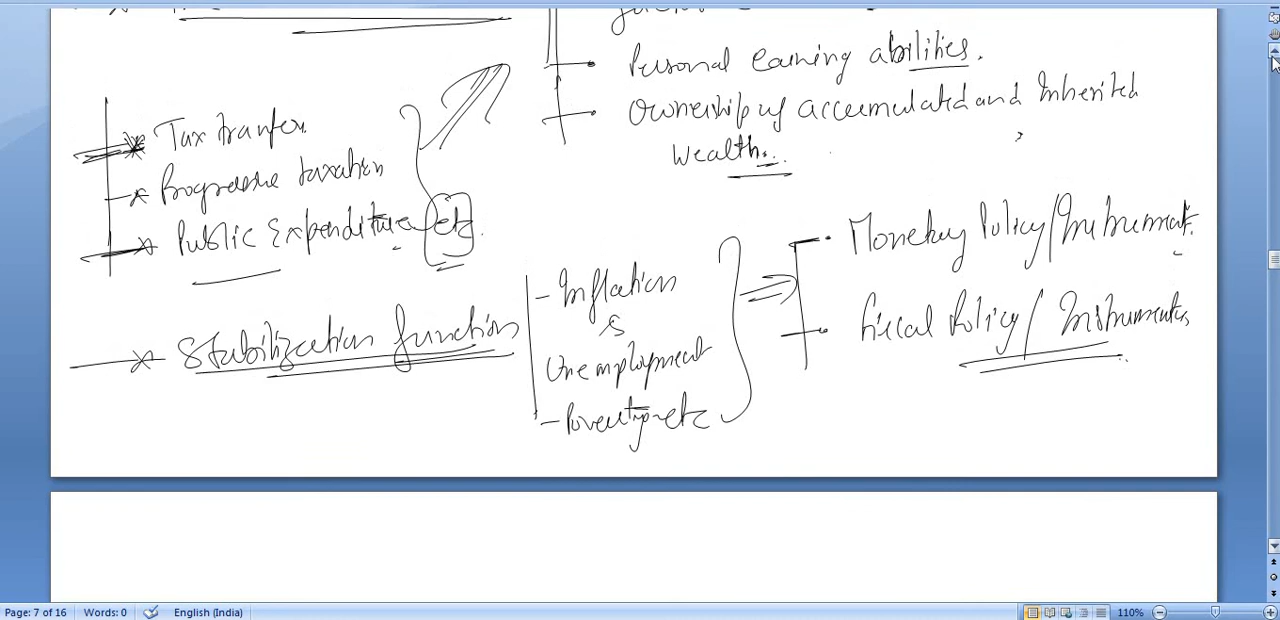 Personal earning abilities.
Ownership of accumulated and Inherited
Wealth...
* Tax tranfer.
* Progressive taxation
* Public Expenditure etc.
* Stabilization function
- Inflation
&
Unemployment
- Poverty etc
Monetary Policy/Instrument.
Fiscal Policy/ Instruments
Page: 7 of 16 Words: 0 English (India) 110%